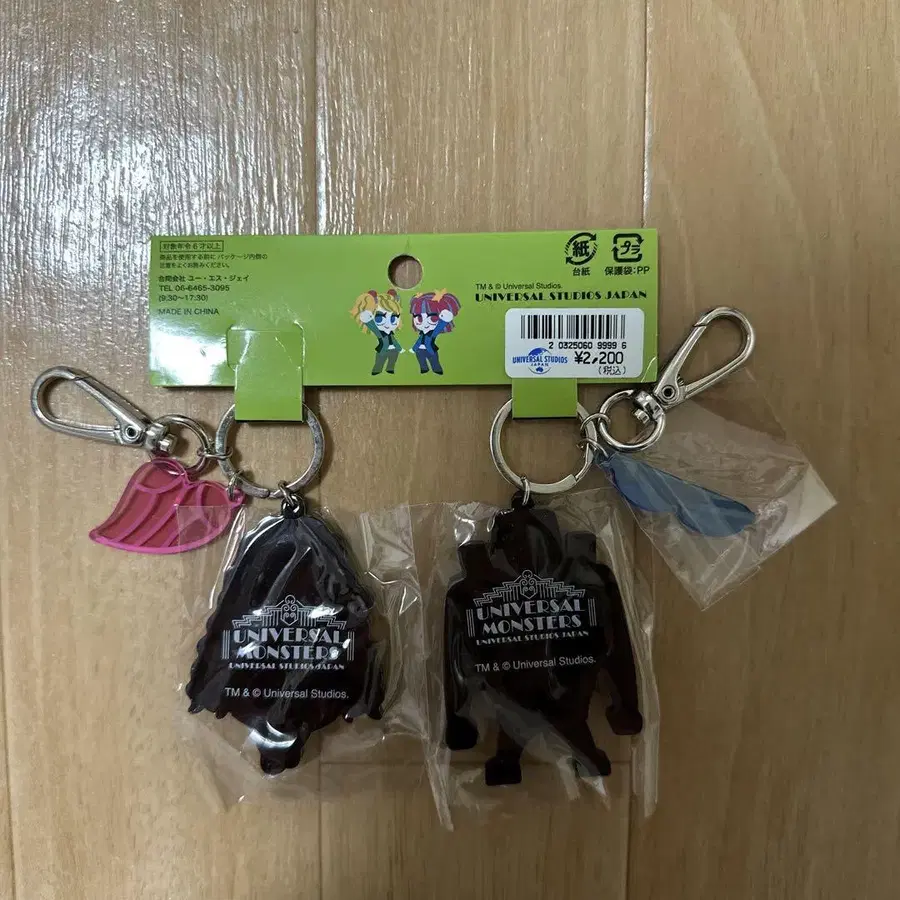 対象年令6才以上
商品を使用する前にパッケージ内側の
注意をよくお読みください。
合同会社 ユー・エス・ジェイ
TEL 06-6465-3095
(9:30〜17:30)
MADE IN CHINA
紙
台紙
プラ
保護袋:PP
TM & © Universal Studios.
UNIVERSAL STUDIOS JAPAN
2 0325060 9999 6
UNIVERSAL STUDIOS
JAPAN
¥2,200
(税込)
UNIVERSAL
MONSTERS
UNIVERSAL STUDIOS JAPAN
TM & © Universal Studios.
UNIVERSAL
MONSTERS
UNIVERSAL STUDIOS JAPAN
TM & © Universal Studios.